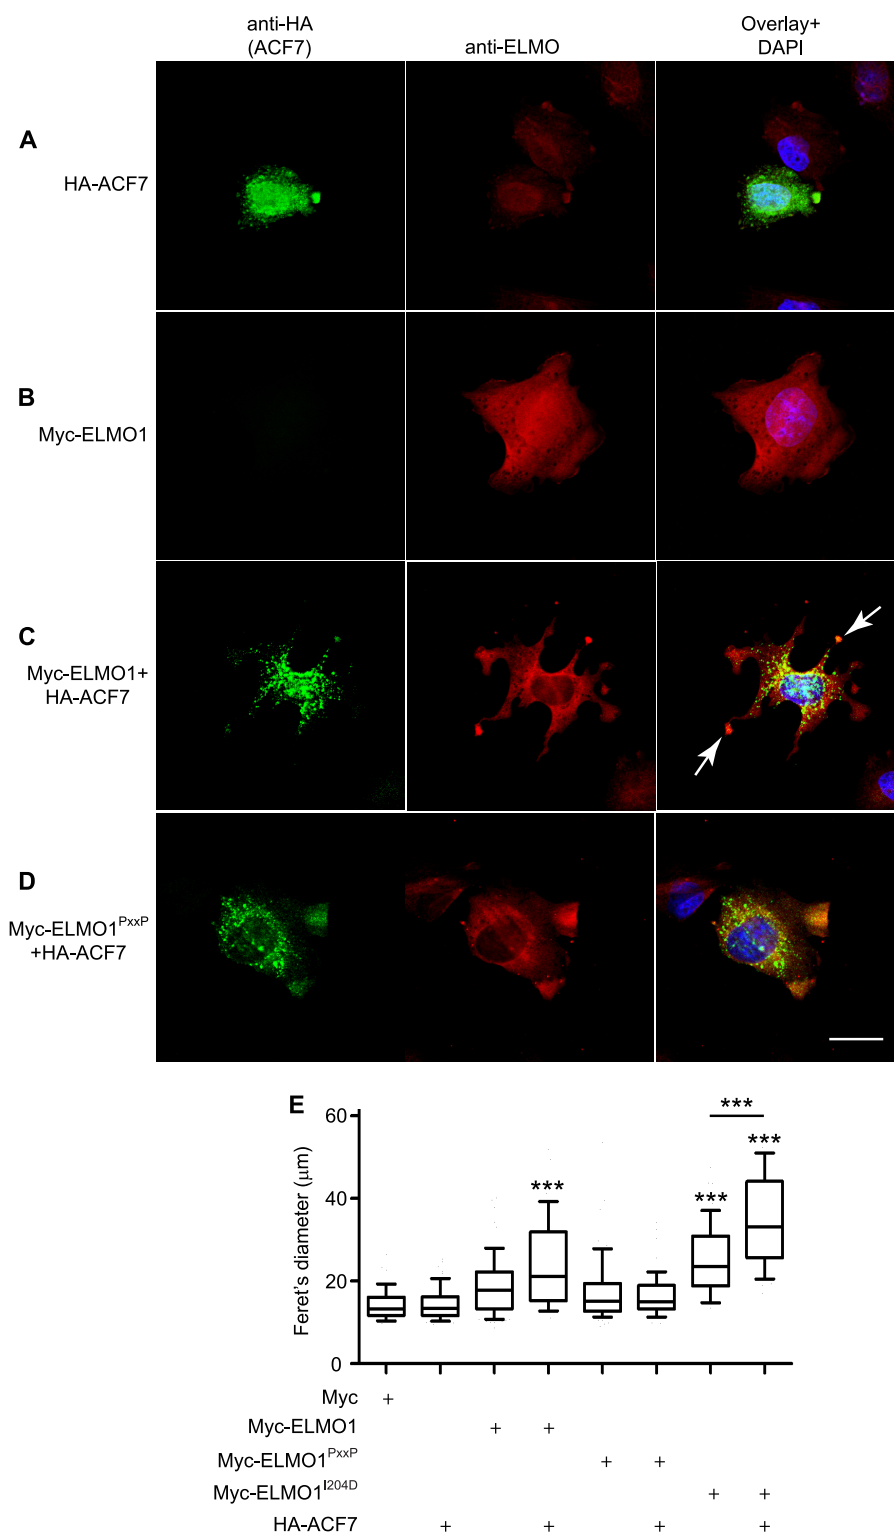 anti-HA
(ACF7)
anti-ELMO
Overlay+
DAPI
A
HA-ACF7
B
Myc-ELMO1
C
Myc-ELMO1+
HA-ACF7
D
Myc-ELMO1PxxP
+HA-ACF7
E
Feret's diameter (µm)
60
40
20
0
***
***
***
***
Myc +
Myc-ELMO1 + +
Myc-ELMO1PxxP + +
Myc-ELMO1I204D + +
HA-ACF7 + + + +